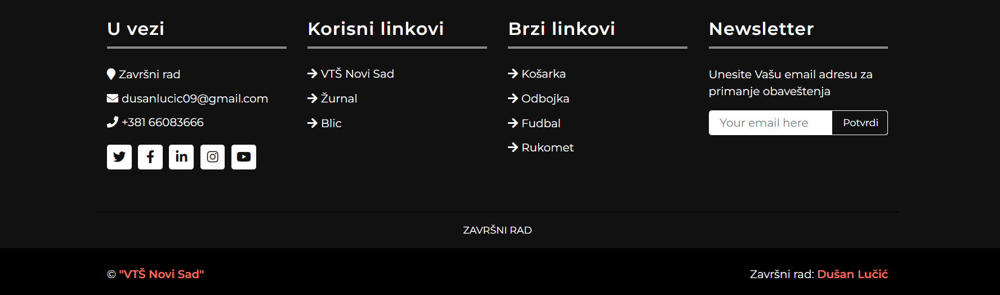 U vezi
Završni rad
dusanlucic09@gmail.com
+381 66083666
Korisni linkovi
VTŠ Novi Sad
Žurnal
Blic
Brzi linkovi
Košarka
Odbojka
Fudbal
Rukomet
Newsletter
Unesite Vašu email adresu za
primanje obaveštenja
Your email here
Potvrdi
ZAVRŠNI RAD
© "VTŠ Novi Sad"
Završni rad: Dušan Lučić